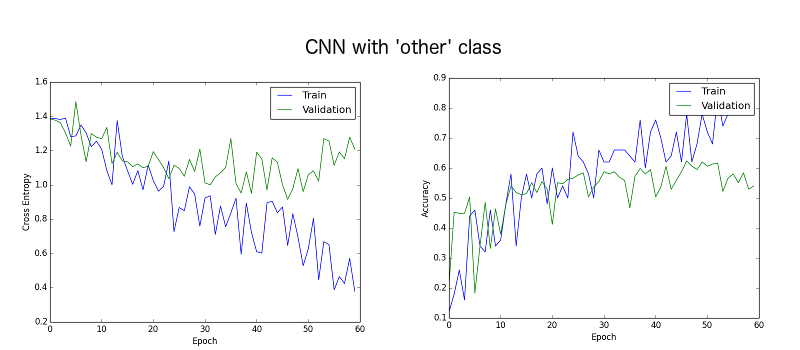 CNN with 'other' class
1.6
1.4
1.2
1.0
0.8
0.6
0.4
0.2
Cross Entropy
0 10 20 30 40 50 60
Epoch
Train
Validation
0.9
0.8
0.7
0.6
0.5
0.4
0.3
0.2
0.1
Accuracy
0 10 20 30 40 50 60
Epoch
Train
Validation